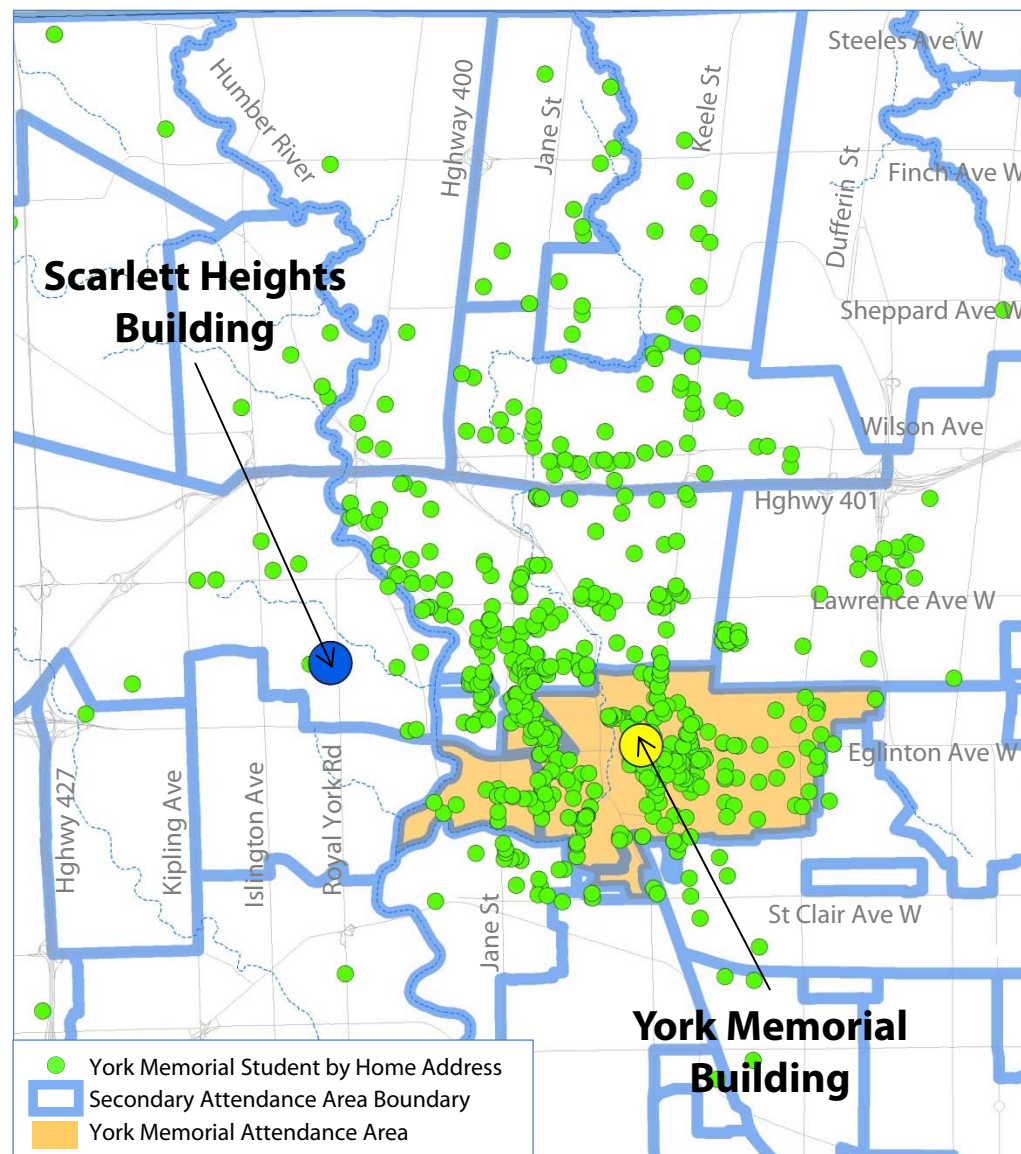 Steeles Ave W
Humber River
Hghway 400
Jane St
Keele St
Dufferin St
Finch Ave W
Scarlett Heights
Building
Sheppard Ave W
Wilson Ave
Hghwy 401
Lawrence Ave W
Eglinton Ave W
Hghwy 427
Kipling Ave
Islington Ave
Royal York Rd
Jane St
St Clair Ave W
York Memorial
Building
York Memorial Student by Home Address
Secondary Attendance Area Boundary
York Memorial Attendance Area